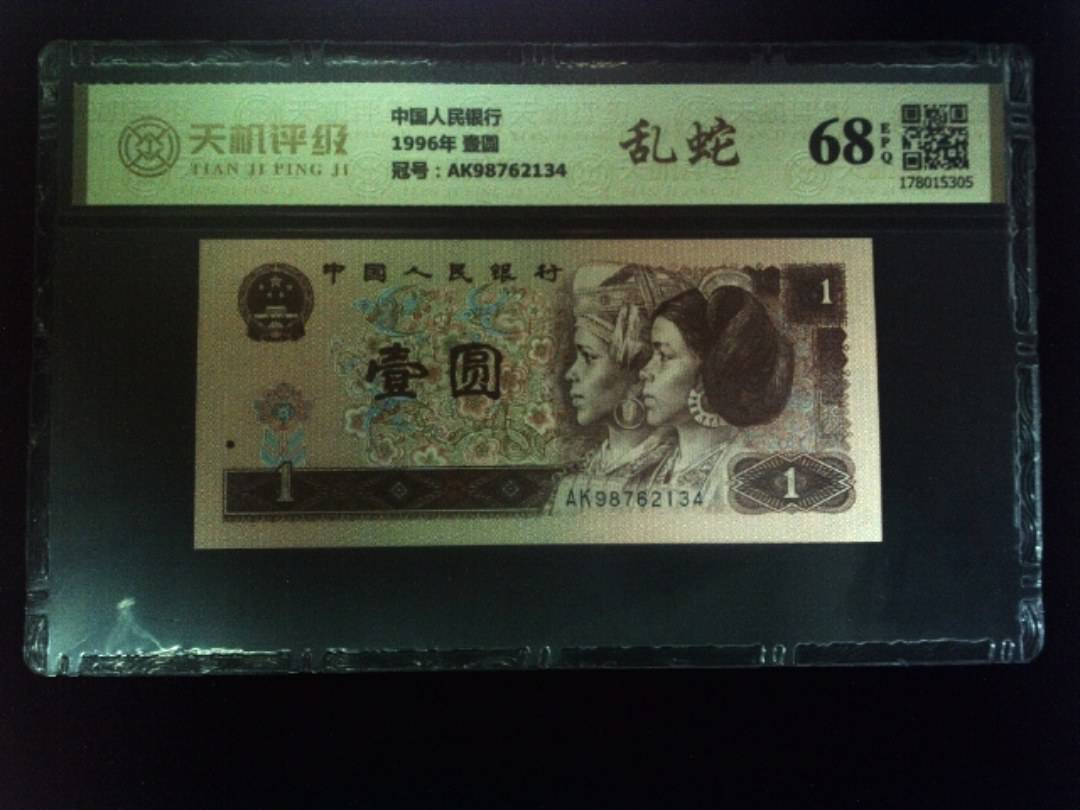 天机评级
TIAN JI PING JI
中国人民银行
1996年 壹圆
冠号：AK98762134
乱蛇
68
EPQ
178015305
中国人民银行
1
壹圆
1
AK98762134
1